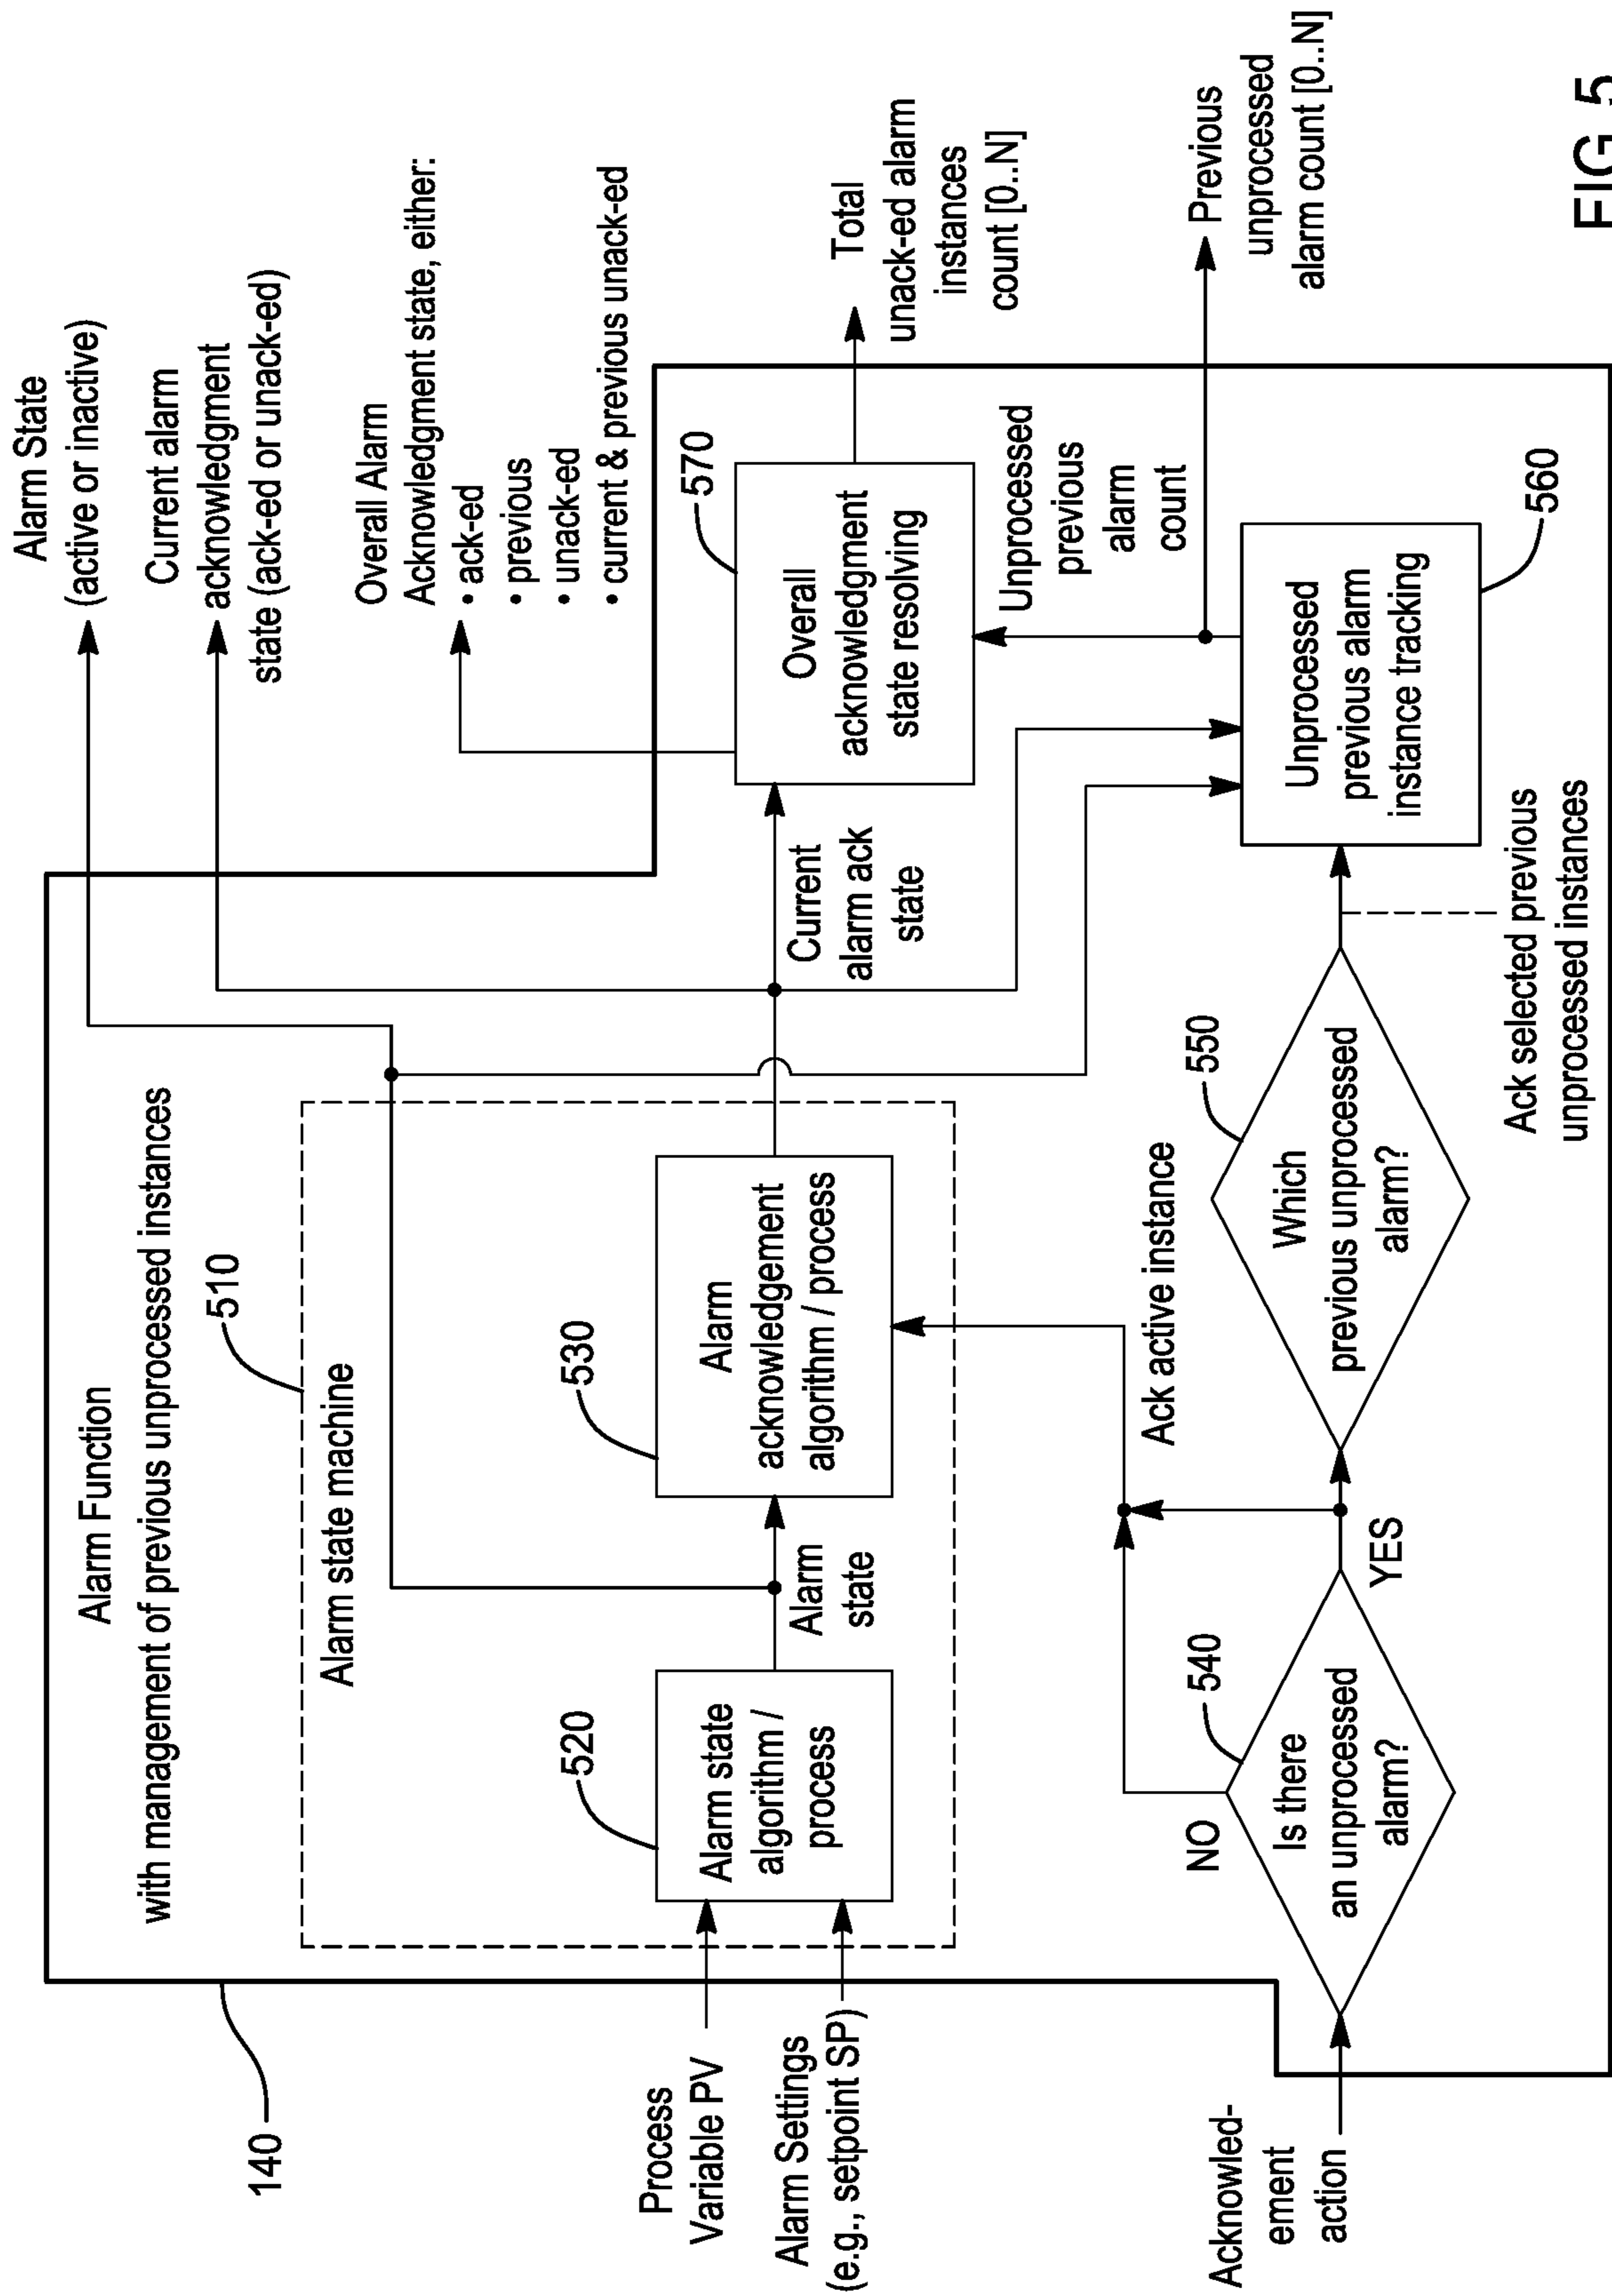 Alarm State
(active or inactive)
Current alarm
acknowledgment
state (ack-ed or unack-ed)
Overall Alarm
Acknowledgment state, either:
• ack-ed
• previous
• unack-ed
• current & previous unack-ed
Total
unack-ed alarm
instances
count [0..N]
Previous
unprocessed
alarm count [0..N]
140
Alarm Function
with management of previous unprocessed instances
510
Alarm state machine
Process
Variable PV
Alarm Settings
(e.g., setpoint SP)
520
Alarm state
algorithm /
process
Alarm
state
530
Alarm
acknowledgement
algorithm / process
Current
alarm ack
state
570
Overall
acknowledgment
state resolving
Unprocessed
previous
alarm
count
Acknowled-
ement
action
NO
540
Is there
an unprocessed
alarm?
YES
Ack active instance
550
Which
previous unprocessed
alarm?
Ack selected previous
unprocessed instances
Unprocessed
previous alarm
instance tracking
560
FIG 5